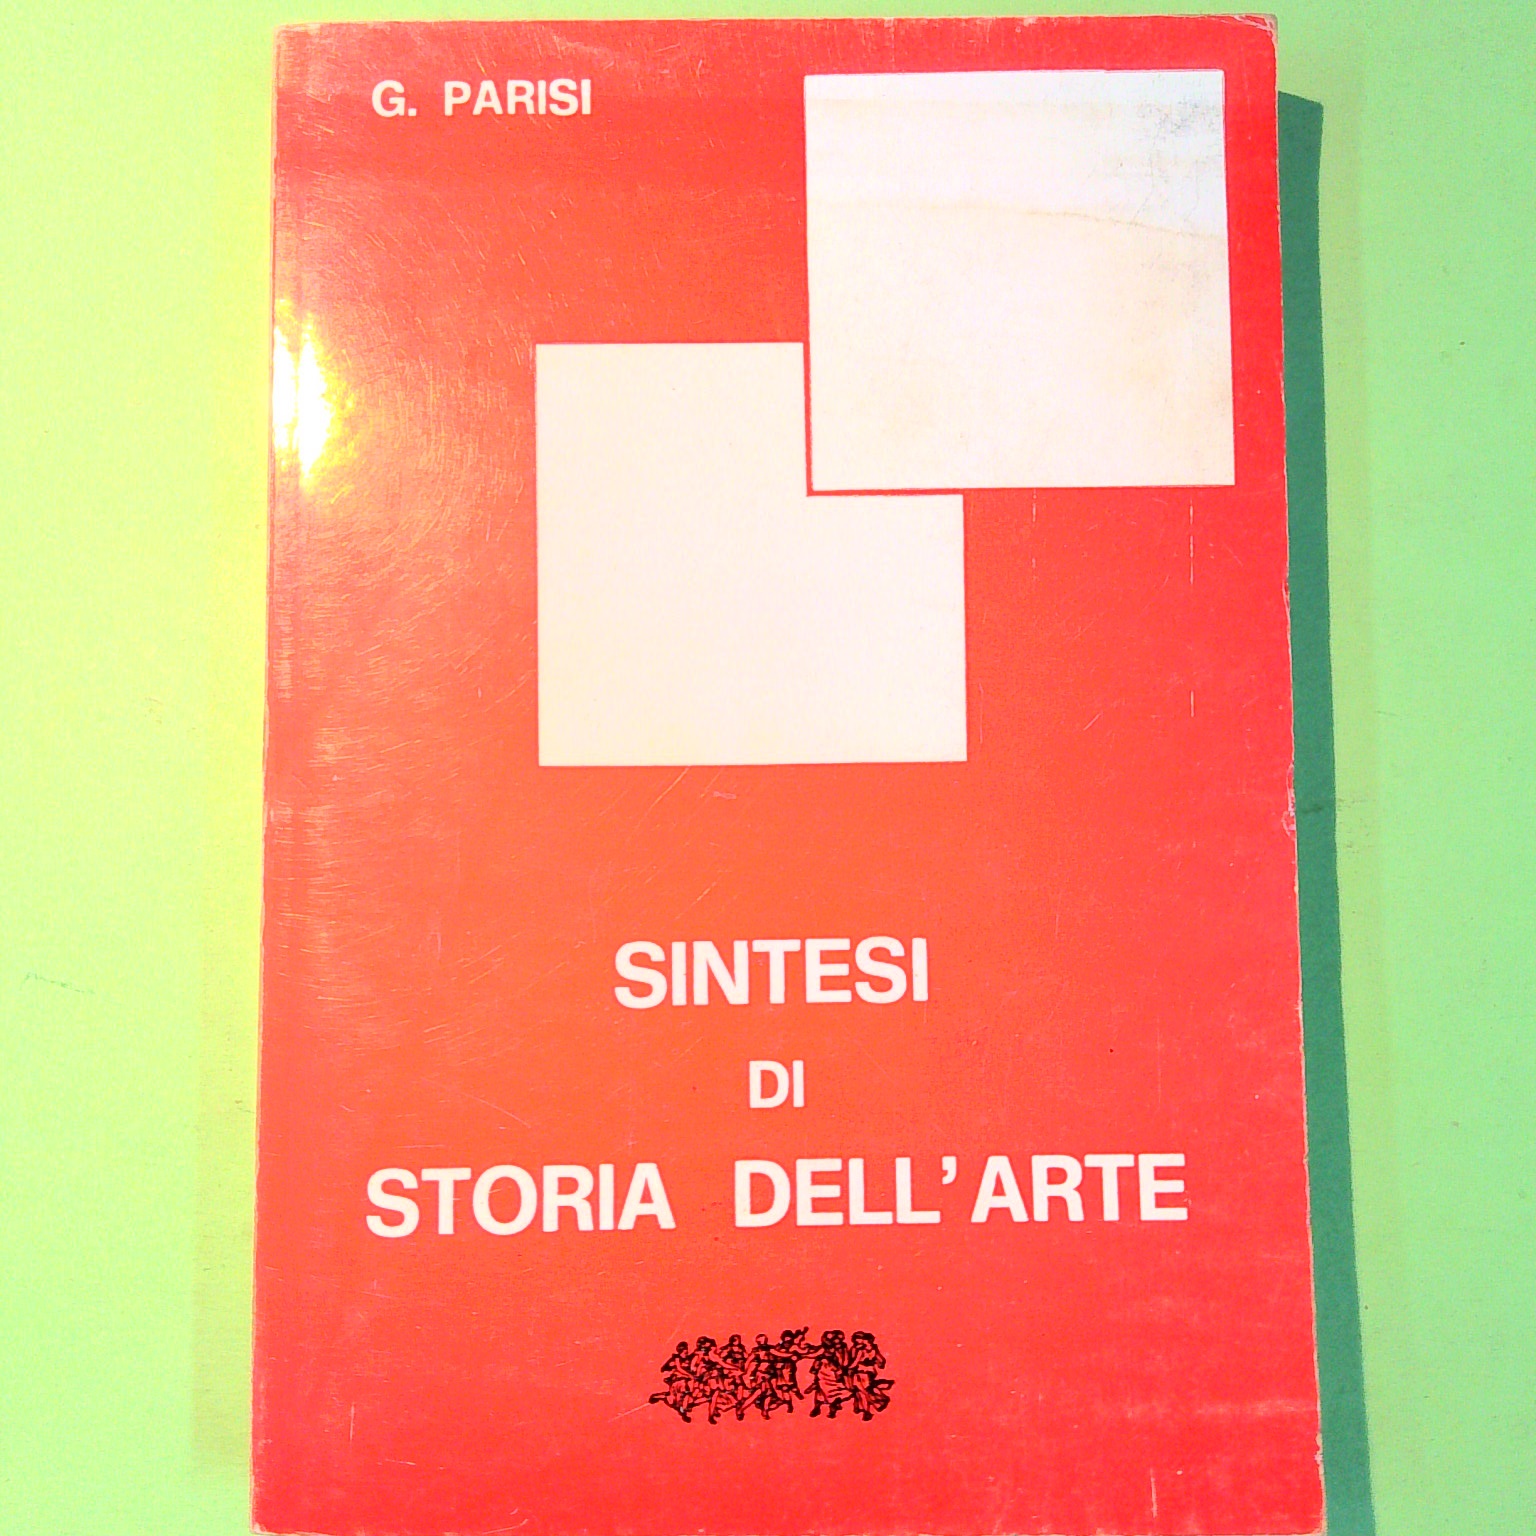 G. PARISI
SINTESI
DI
STORIA DELL'ARTE